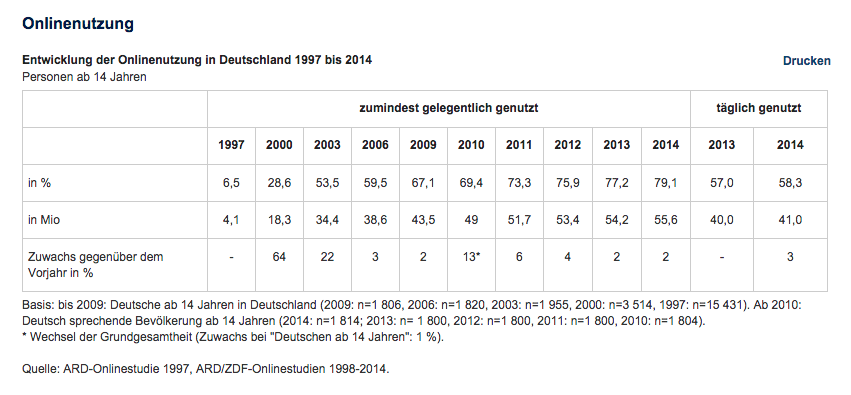 Onlinenutzung
Entwicklung der Onlinenutzung in Deutschland 1997 bis 2014
Drucken
Personen ab 14 Jahren
zumindest gelegentlich genutzt täglich genutzt
1997 2000 2003 2006 2009 2010 2011 2012 2013 2014 2013 2014
in % 6,5 28,6 53,5 59,5 67,1 69,4 73,3 75,9 77,2 79,1 57,0 58,3
in Mio 4,1 18,3 34,4 38,6 43,5 49 51,7 53,4 54,2 55,6 40,0 41,0
Zuwachs gegenüber dem - 64 22 3 2 13* 6 4 2 2 - 3
Vorjahr in %
Basis: bis 2009: Deutsche ab 14 Jahren in Deutschland (2009: n=1 806, 2006: n=1 820, 2003: n=1 955, 2000: n=3 514, 1997: n=15 431). Ab 2010:
Deutsch sprechende Bevölkerung ab 14 Jahren (2014: n=1 814; 2013: n= 1 800, 2012: n=1 800, 2011: n=1 800, 2010: n=1 804).
* Wechsel der Grundgesamtheit (Zuwachs bei "Deutschen ab 14 Jahren": 1 %).
Quelle: ARD-Onlinestudie 1997, ARD/ZDF-Onlinestudien 1998-2014.